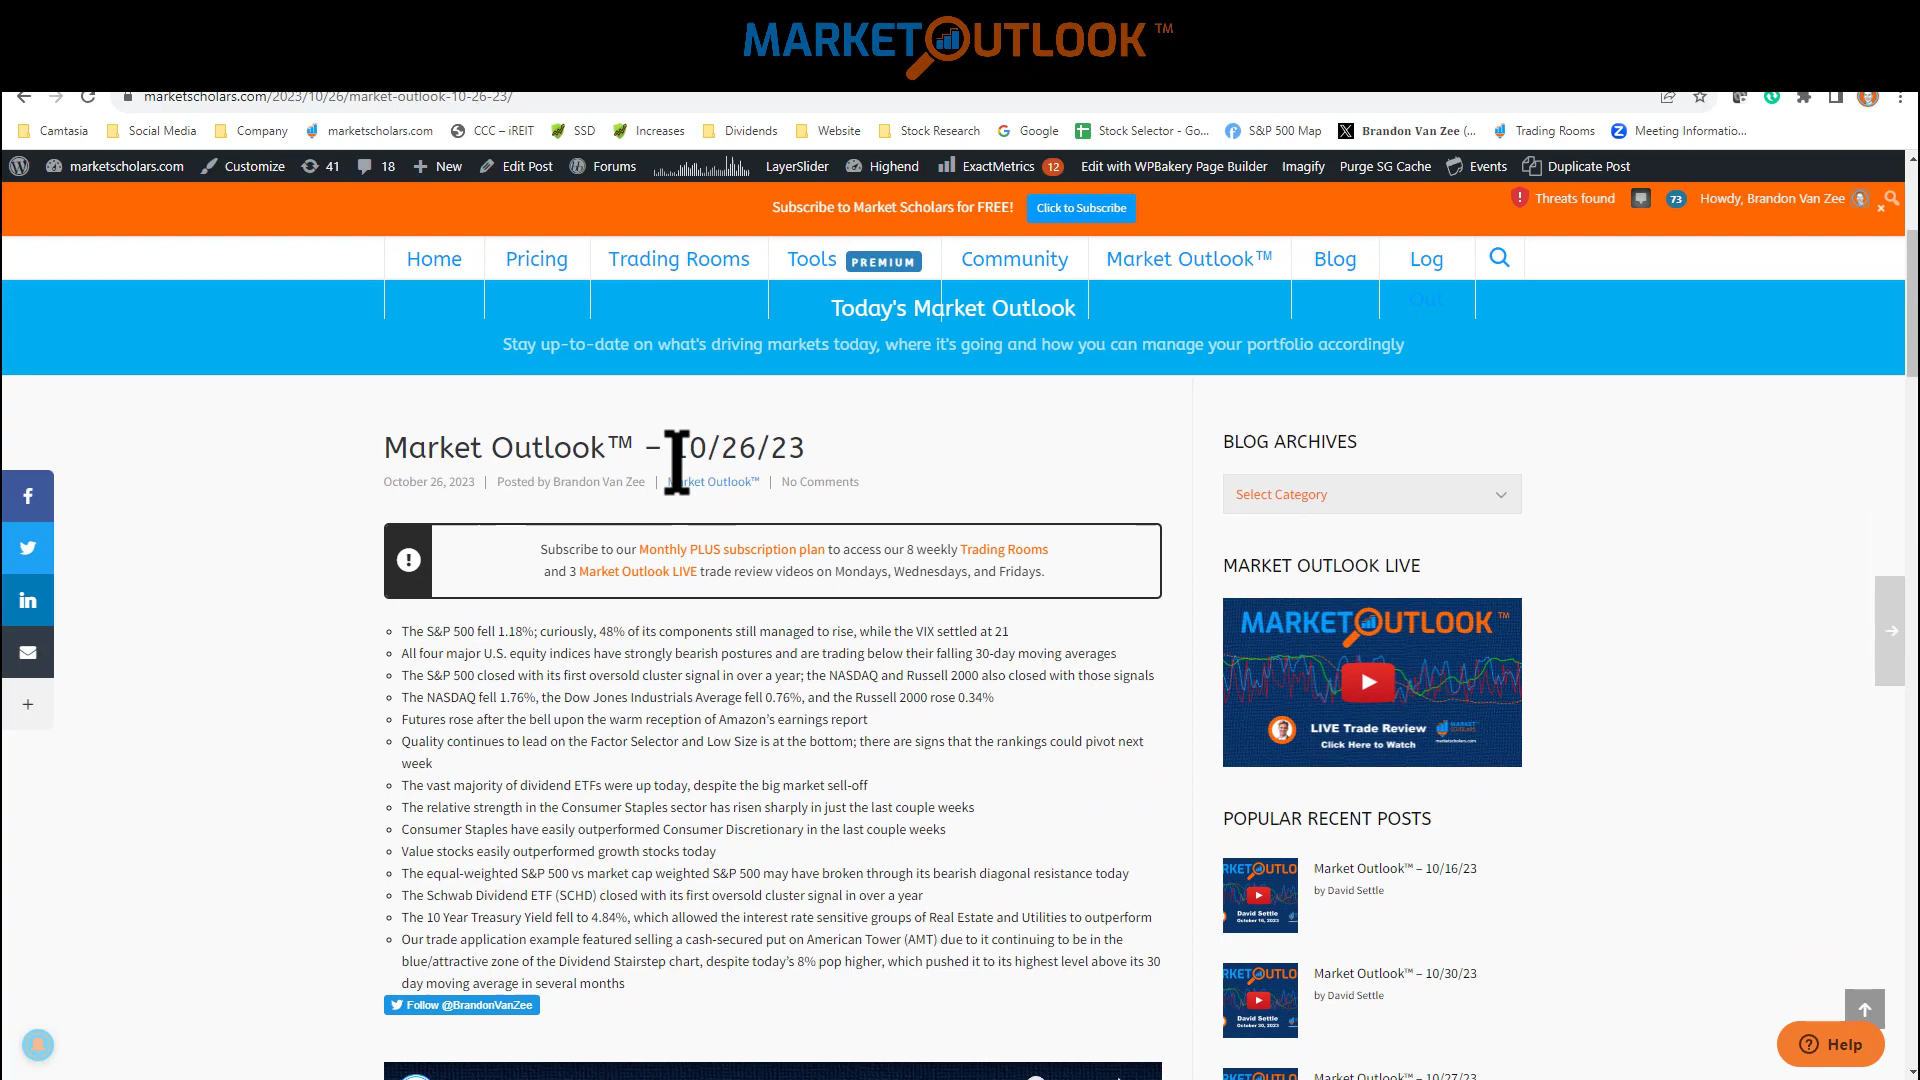 MARKETOUTLOOK™
marketscholars.com/2023/10/26/market-outlook-10-26-23/
Camtasia Social Media Company marketscholars.com CCC – iREIT SSD Increases Dividends Website Stock Research Google Stock Selector - Go... S&P 500 Map Brandon Van Zee (... Trading Rooms Meeting Informatio...
marketscholars.com Customize 41 18 New Edit Post Forums LayerSlider Highend ExactMetrics 12 Edit with WPBakery Page Builder Imagify Purge SG Cache Events Duplicate Post
Threats found 73 Howdy, Brandon Van Zee
Subscribe to Market Scholars for FREE! Click to Subscribe
Home Pricing Trading Rooms Tools PREMIUM Community Market Outlook™ Blog Log
Out
Today's Market Outlook
Stay up-to-date on what's driving markets today, where it's going and how you can manage your portfolio accordingly
Market Outlook™ – 10/26/23
October 26, 2023 | Posted by Brandon Van Zee | Market Outlook™ | No Comments
Subscribe to our Monthly PLUS subscription plan to access our 8 weekly Trading Rooms
and 3 Market Outlook LIVE trade review videos on Mondays, Wednesdays, and Fridays.
The S&P 500 fell 1.18%; curiously, 48% of its components still managed to rise, while the VIX settled at 21
All four major U.S. equity indices have strongly bearish postures and are trading below their falling 30-day moving averages
The S&P 500 closed with its first oversold cluster signal in over a year; the NASDAQ and Russell 2000 also closed with those signals
The NASDAQ fell 1.76%, the Dow Jones Industrials Average fell 0.76%, and the Russell 2000 rose 0.34%
Futures rose after the bell upon the warm reception of Amazon's earnings report
Quality continues to lead on the Factor Selector and Low Size is at the bottom; there are signs that the rankings could pivot next
week
The vast majority of dividend ETFs were up today, despite the big market sell-off
The relative strength in the Consumer Staples sector has risen sharply in just the last couple weeks
Consumer Staples have easily outperformed Consumer Discretionary in the last couple weeks
Value stocks easily outperformed growth stocks today
The equal-weighted S&P 500 vs market cap weighted S&P 500 may have broken through its bearish diagonal resistance today
The Schwab Dividend ETF (SCHD) closed with its first oversold cluster signal in over a year
The 10 Year Treasury Yield fell to 4.84%, which allowed the interest rate sensitive groups of Real Estate and Utilities to outperform
Our trade application example featured selling a cash-secured put on American Tower (AMT) due to it continuing to be in the
blue/attractive zone of the Dividend Stairstep chart, despite today's 8% pop higher, which pushed it to its highest level above its 30
day moving average in several months
Follow @BrandonVanZee
BLOG ARCHIVES
Select Category
MARKET OUTLOOK LIVE
MARKETOUTLOOK™
LIVE Trade Review
Click Here to Watch
POPULAR RECENT POSTS
Market Outlook™ – 10/16/23
by David Settle
David Settle
October 16, 2023
Market Outlook™ – 10/30/23
by David Settle
David Settle
October 30, 2023
Market Outlook™ – 10/27/23
Help